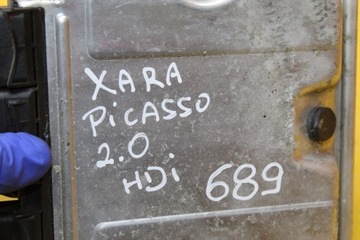 XARA
PiCASSO
2.0
HDi 689